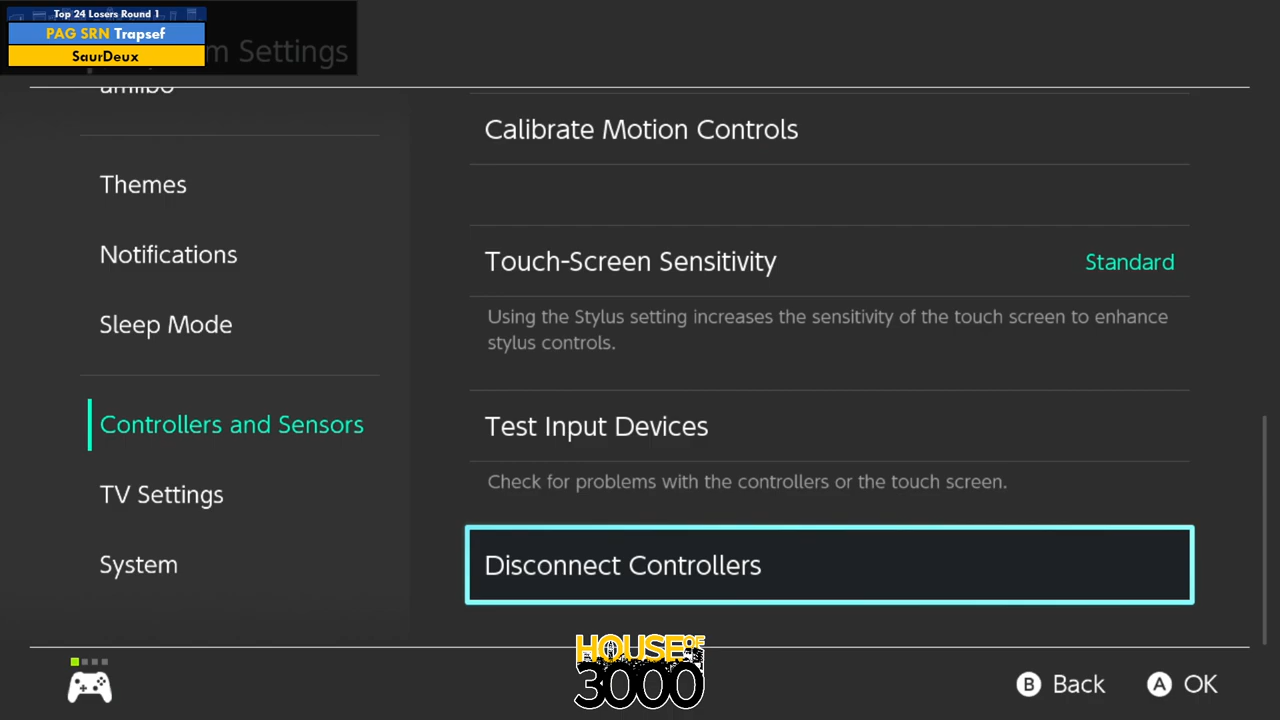 Top 24 Losers Round 1
PAG SRN Trapsef
SaurDeux
m Settings
amiibo
Themes
Notifications
Sleep Mode
Controllers and Sensors
TV Settings
System
Calibrate Motion Controls
Touch-Screen Sensitivity Standard
Using the Stylus setting increases the sensitivity of the touch screen to enhance
stylus controls.
Test Input Devices
Check for problems with the controllers or the touch screen.
Disconnect Controllers
HOUSE OF
3000
B Back A OK